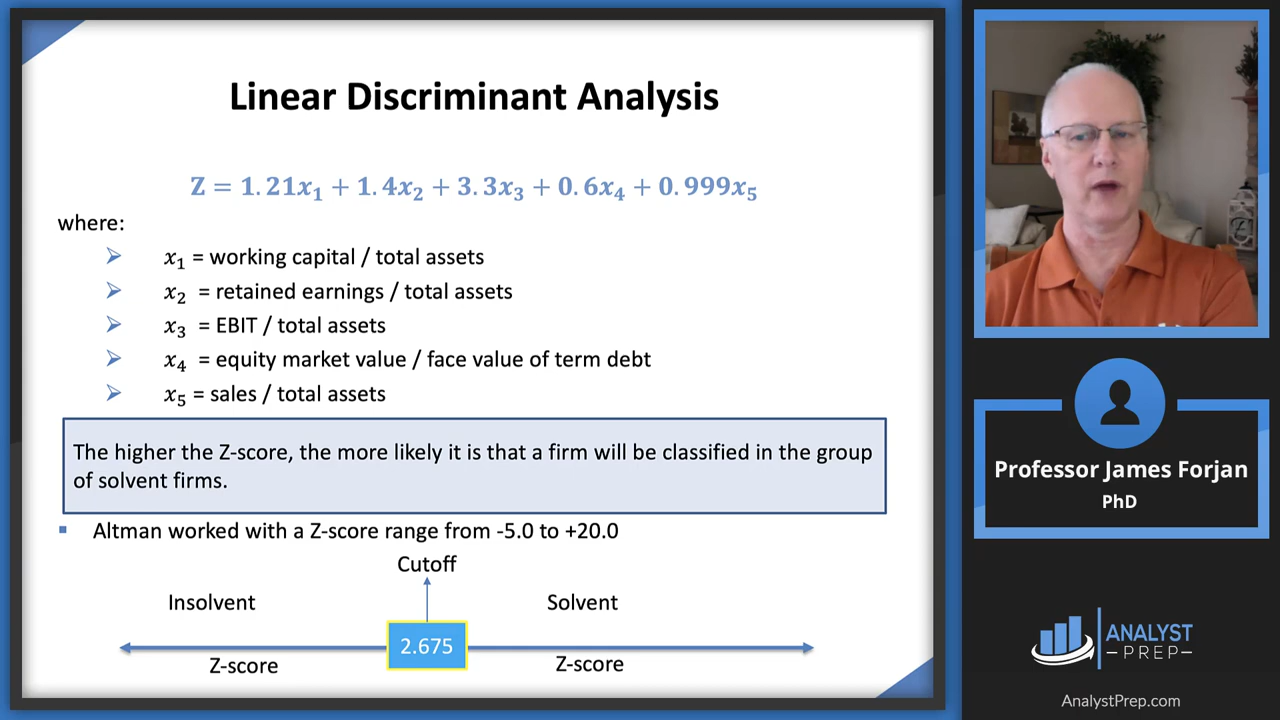 Linear Discriminant Analysis
Z = 1.21x₁ + 1.4x₂ + 3.3x₃ + 0.6x₄ + 0.999x₅
where:
x₁ = working capital / total assets
x₂ = retained earnings / total assets
x₃ = EBIT / total assets
x₄ = equity market value / face value of term debt
x₅ = sales / total assets
The higher the Z-score, the more likely it is that a firm will be classified in the group
of solvent firms.
Altman worked with a Z-score range from -5.0 to +20.0
Cutoff
Insolvent
Solvent
2.675
Z-score
Z-score
Professor James Forjan
PhD
ANALYST
PREP
AnalystPrep.com